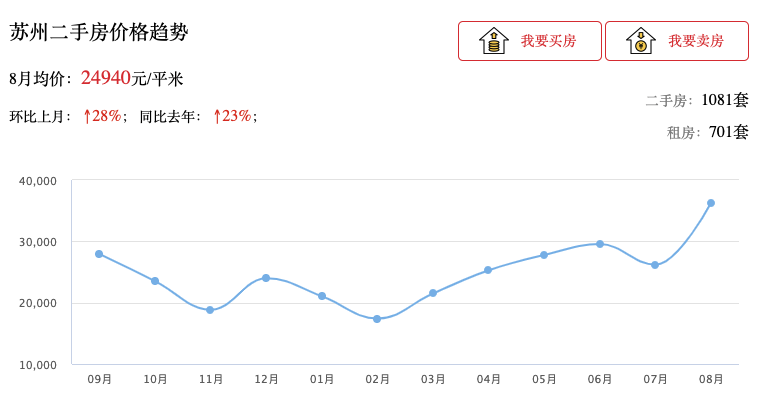 苏州二手房价格趋势
我要买房 我要卖房
8月均价：24940元/平米
二手房：1081套
环比上月：↑28%；同比去年：↑23%；
租房：701套
40,000
30,000
20,000
10,000
09月 10月 11月 12月 01月 02月 03月 04月 05月 06月 07月 08月